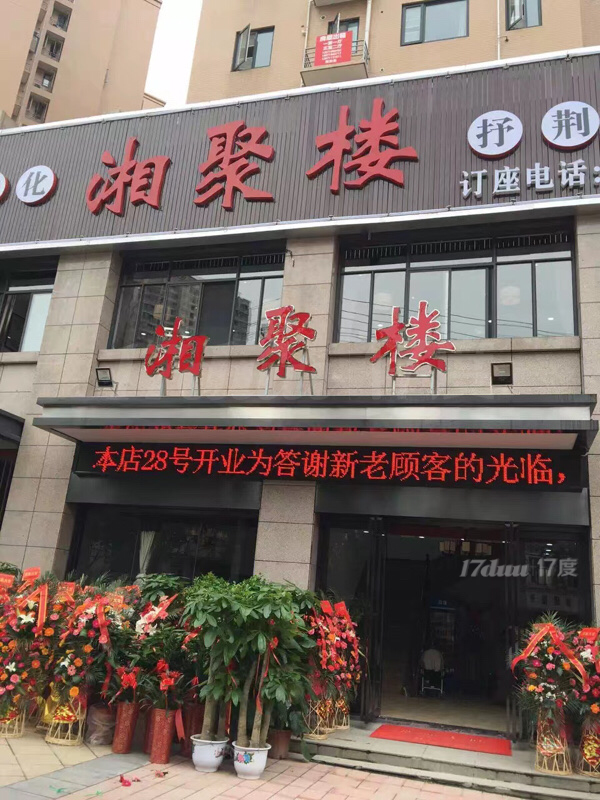 化
湘聚楼
抒荆
订座电话:
湘聚楼
本店28号开业为答谢新老顾客的光临,
17duu 17度